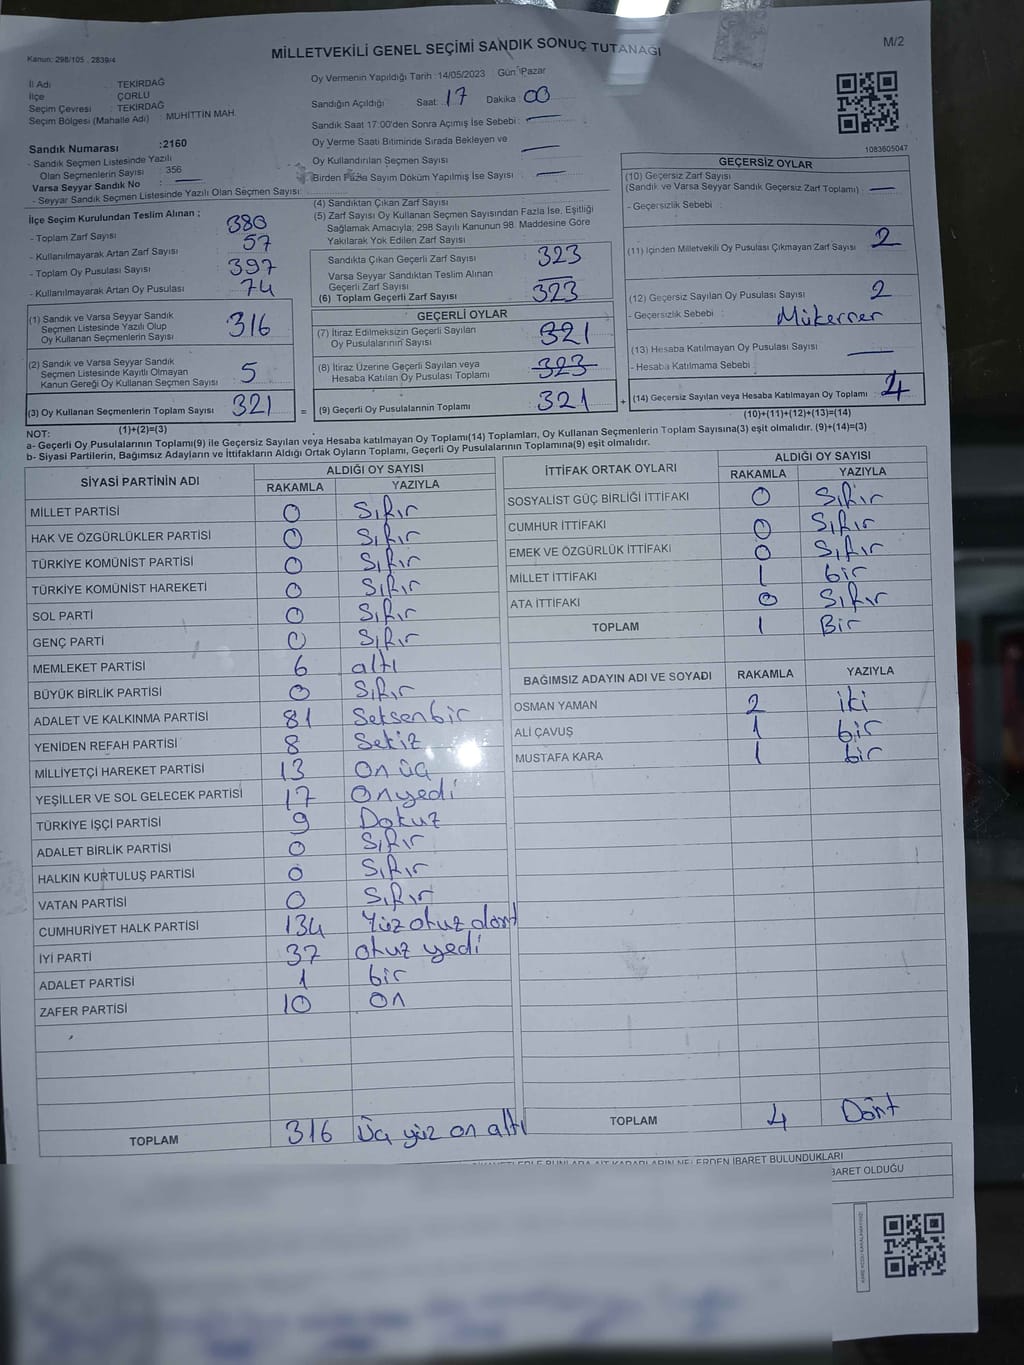 Kanun: 298/105 , 2839/4
MİLLETVEKİLİ GENEL SEÇİMİ SANDIK SONUÇ TUTANAĞI
M/2
İl Adı : TEKİRDAĞ
İlçe : ÇORLU
Seçim Çevresi : TEKİRDAĞ
Seçim Bölgesi (Mahalle Adı) : MUHİTTİN MAH.
Sandık Numarası :2160
- Sandık Seçmen Listesinde Yazılı
Olan Seçmenlerin Sayısı : 356
Varsa Seyyar Sandık No :
- Seyyar Sandık Seçmen Listesinde Yazılı Olan Seçmen Sayısı:
Oy Vermenin Yapıldığı Tarih :14/05/2023 Gün: Pazar
Sandığın Açıldığı Saat: 17 Dakika 00
Sandık Saat 17:00'den Sonra Açımış İse Sebebi :
Oy Verme Saati Bitiminde Sırada Bekleyen ve
Oy Kullandırılan Seçmen Sayısı
Birden Fazla Sayım Döküm Yapılmış İse Sayısı :
1083605047
İlçe Seçim Kurulundan Teslim Alınan ;
- Toplam Zarf Sayısı : 380
- Kullanılmayarak Artan Zarf Sayısı : 57
- Toplam Oy Pusulası Sayısı : 397
- Kullanılmayarak Artan Oy Pusulası : 74
(1) Sandık ve Varsa Seyyar Sandık
Seçmen Listesinde Yazılı Olup
Oy Kullanan Seçmenlerin Sayısı : 316
(2) Sandık ve Varsa Seyyar Sandık
Seçmen Listesinde Kayıtlı Olmayan
Kanun Gereği Oy Kullanan Seçmen Sayısı : 5
(3) Oy Kullanan Seçmenlerin Toplam Sayısı : 321
(1)+(2)=(3)
(4) Sandıktan Çıkan Zarf Sayısı :
(5) Zarf Sayısı Oy Kullanan Seçmen Sayısından Fazla İse, Eşitliği
Sağlamak Amacıyla; 298 Sayılı Kanunun 98. Maddesine Göre
Yakılarak Yok Edilen Zarf Sayısı :
Sandıkta Çıkan Geçerli Zarf Sayısı : 323
Varsa Seyyar Sandıktan Teslim Alınan
Geçerli Zarf Sayısı :
(6) Toplam Geçerli Zarf Sayısı : 323
GEÇERLİ OYLAR
(7) İtiraz Edilmeksizin Geçerli Sayılan
Oy Pusulalarının Sayısı : 321
(8) İtiraz Üzerine Geçerli Sayılan veya
Hesaba Katılan Oy Pusulası Toplamı : 323
= (9) Geçerli Oy Pusulalarının Toplamı : 321 +
GEÇERSİZ OYLAR
(10) Geçersiz Zarf Sayısı
(Sandık ve Varsa Seyyar Sandık Geçersiz Zarf Toplamı) :
- Geçersizlik Sebebi :
(11) İçinden Milletvekili Oy Pusulası Çıkmayan Zarf Sayısı : 2
(12) Geçersiz Sayılan Oy Pusulası Sayısı : 2
- Geçersizlik Sebebi : Mükerrer
(13) Hesaba Katılmayan Oy Pusulası Sayısı :
- Hesaba Katılmama Sebebi :
(14) Geçersiz Sayılan veya Hesaba Katılmayan Oy Toplamı : 4
(10)+(11)+(12)+(13)=(14)
NOT:
a- Geçerli Oy Pusulalarının Toplamı(9) ile Geçersiz Sayılan veya Hesaba katılmayan Oy Toplamı(14) Toplamları, Oy Kullanan Seçmenlerin Toplam Sayısına(3) eşit olmalıdır. (9)+(14)=(3)
b- Siyasi Partilerin, Bağımsız Adayların ve İttifakların Aldığı Ortak Oyların Toplamı, Geçerli Oy Pusulalarının Toplamına(9) eşit olmalıdır.
SİYASİ PARTİNİN ADI ALDIĞI OY SAYISI
RAKAMLA YAZIYLA
MİLLET PARTİSİ 0 Sıfır
HAK VE ÖZGÜRLÜKLER PARTİSİ 0 Sıfır
TÜRKİYE KOMÜNİST PARTİSİ 0 Sıfır
TÜRKİYE KOMÜNİST HAREKETİ 0 Sıfır
SOL PARTİ 0 Sıfır
GENÇ PARTİ 0 Sıfır
MEMLEKET PARTİSİ 6 altı
BÜYÜK BİRLİK PARTİSİ 0 Sıfır
ADALET VE KALKINMA PARTİSİ 81 Seksenbir
YENİDEN REFAH PARTİSİ 8 Sekiz
MİLLİYETÇİ HAREKET PARTİSİ 13 On üç
YEŞİLLER VE SOL GELECEK PARTİSİ 17 Onyedi
TÜRKİYE İŞÇİ PARTİSİ 9 Dokuz
ADALET BİRLİK PARTİSİ 0 Sıfır
HALKIN KURTULUŞ PARTİSİ 0 Sıfır
VATAN PARTİSİ 0 Sıfır
CUMHURİYET HALK PARTİSİ 134 Yüz otuz dört
İYİ PARTİ 37 otuz yedi
ADALET PARTİSİ 1 bir
ZAFER PARTİSİ 10 On
TOPLAM 316 Üç yüz on altı
İTTİFAK ORTAK OYLARI ALDIĞI OY SAYISI
RAKAMLA YAZIYLA
SOSYALİST GÜÇ BİRLİĞİ İTTİFAKI 0 Sıfır
CUMHUR İTTİFAKI 0 Sıfır
EMEK VE ÖZGÜRLÜK İTTİFAKI 0 Sıfır
MİLLET İTTİFAKI 1 bir
ATA İTTİFAKI 0 Sıfır
TOPLAM 1 Bir
BAĞIMSIZ ADAYIN ADI VE SOYADI RAKAMLA YAZIYLA
OSMAN YAMAN 2 iki
ALİ ÇAVUŞ 1 bir
MUSTAFA KARA 1 bir
TOPLAM 4 Dört
NELERDEN İBARET BULUNDUKLARI
BARET OLDUĞU